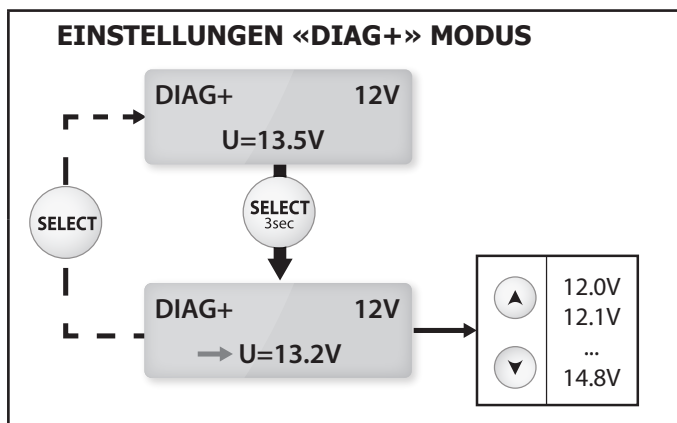 EINSTELLUNGEN «DIAG+» MODUS
DIAG+ 12V
U=13.5V
SELECT
SELECT
3sec
DIAG+ 12V
U=13.2V
12.0V
12.1V
...
14.8V